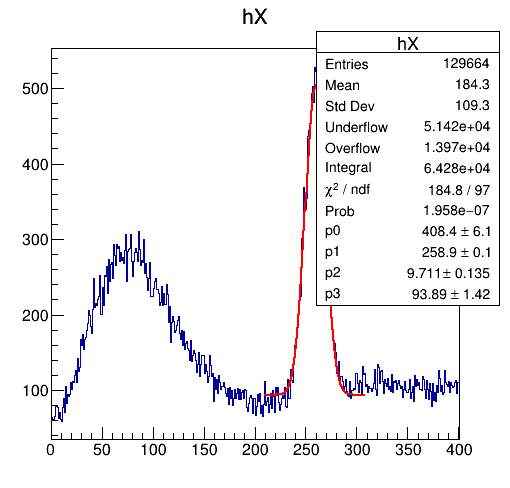 hX
hX
Entries 129664
Mean 184.3
Std Dev 109.3
Underflow 5.142e+04
Overflow 1.397e+04
Integral 6.428e+04
χ² / ndf 184.8 / 97
Prob 1.958e−07
p0 408.4 ± 6.1
p1 258.9 ± 0.1
p2 9.711± 0.135
p3 93.89 ± 1.42
500
400
300
200
100
0 50 100 150 200 250 300 350 400